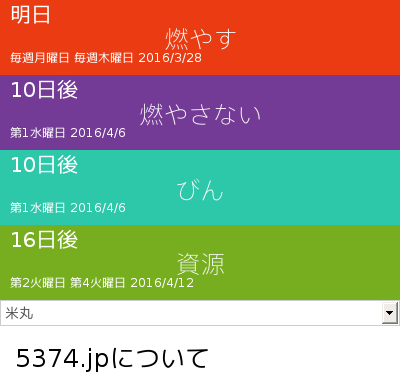 明日
燃やす
毎週月曜日 毎週木曜日 2016/3/28
10日後
燃やさない
第1水曜日 2016/4/6
10日後
びん
第1水曜日 2016/4/6
16日後
資源
第2火曜日 第4火曜日 2016/4/12
米丸
5374.jpについて